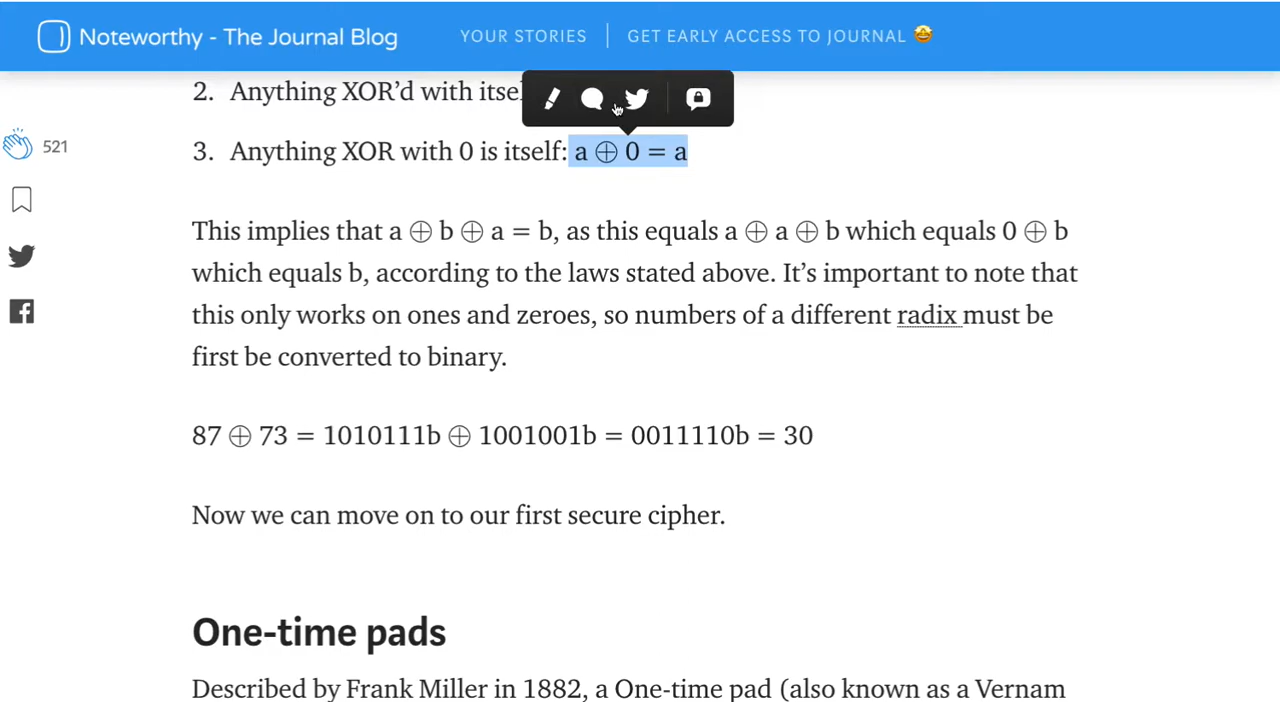 Noteworthy - The Journal Blog
YOUR STORIES
GET EARLY ACCESS TO JOURNAL 🤩
2. Anything XOR’d with itsel
3. Anything XOR with 0 is itself: a ⊕ 0 = a
521
This implies that a ⊕ b ⊕ a = b, as this equals a ⊕ a ⊕ b which equals 0 ⊕ b
which equals b, according to the laws stated above. It’s important to note that
this only works on ones and zeroes, so numbers of a different radix must be
first be converted to binary.
87 ⊕ 73 = 1010111b ⊕ 1001001b = 0011110b = 30
Now we can move on to our first secure cipher.
One-time pads
Described by Frank Miller in 1882, a One-time pad (also known as a Vernam